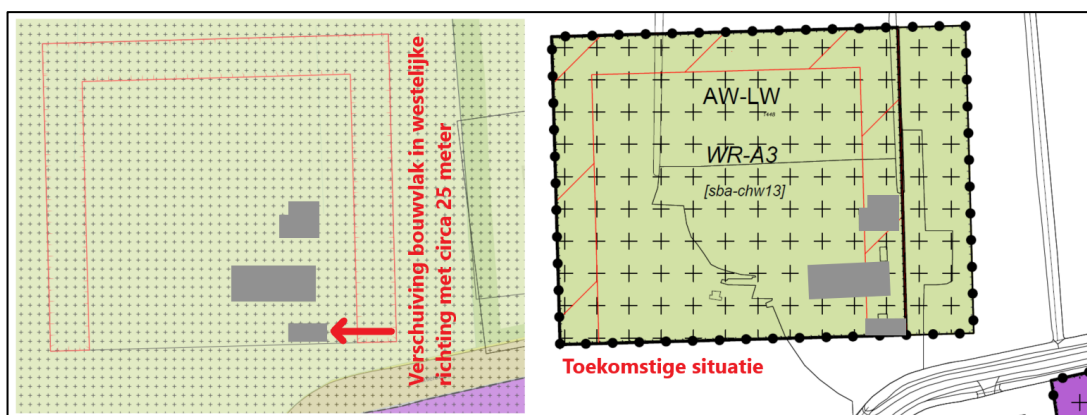 Verschuiving bouwvlak in westelijke
richting met circa 25 meter
AW-LW
WR-A3
[sba-chw13]
Toekomstige situatie